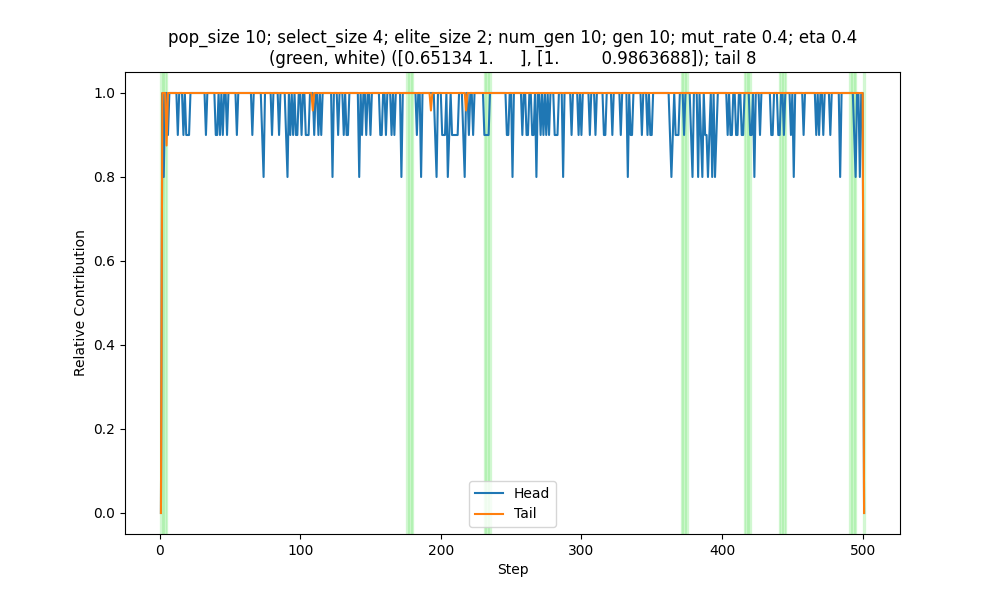 pop_size 10; select_size 4; elite_size 2; num_gen 10; gen 10; mut_rate 0.4; eta 0.4
(green, white) ([0.65134 1.     ], [1.        0.9863688]); tail 8
1.0
0.8
0.6
0.4
0.2
0.0
Relative Contribution
Head
Tail
0 100 200 300 400 500
Step